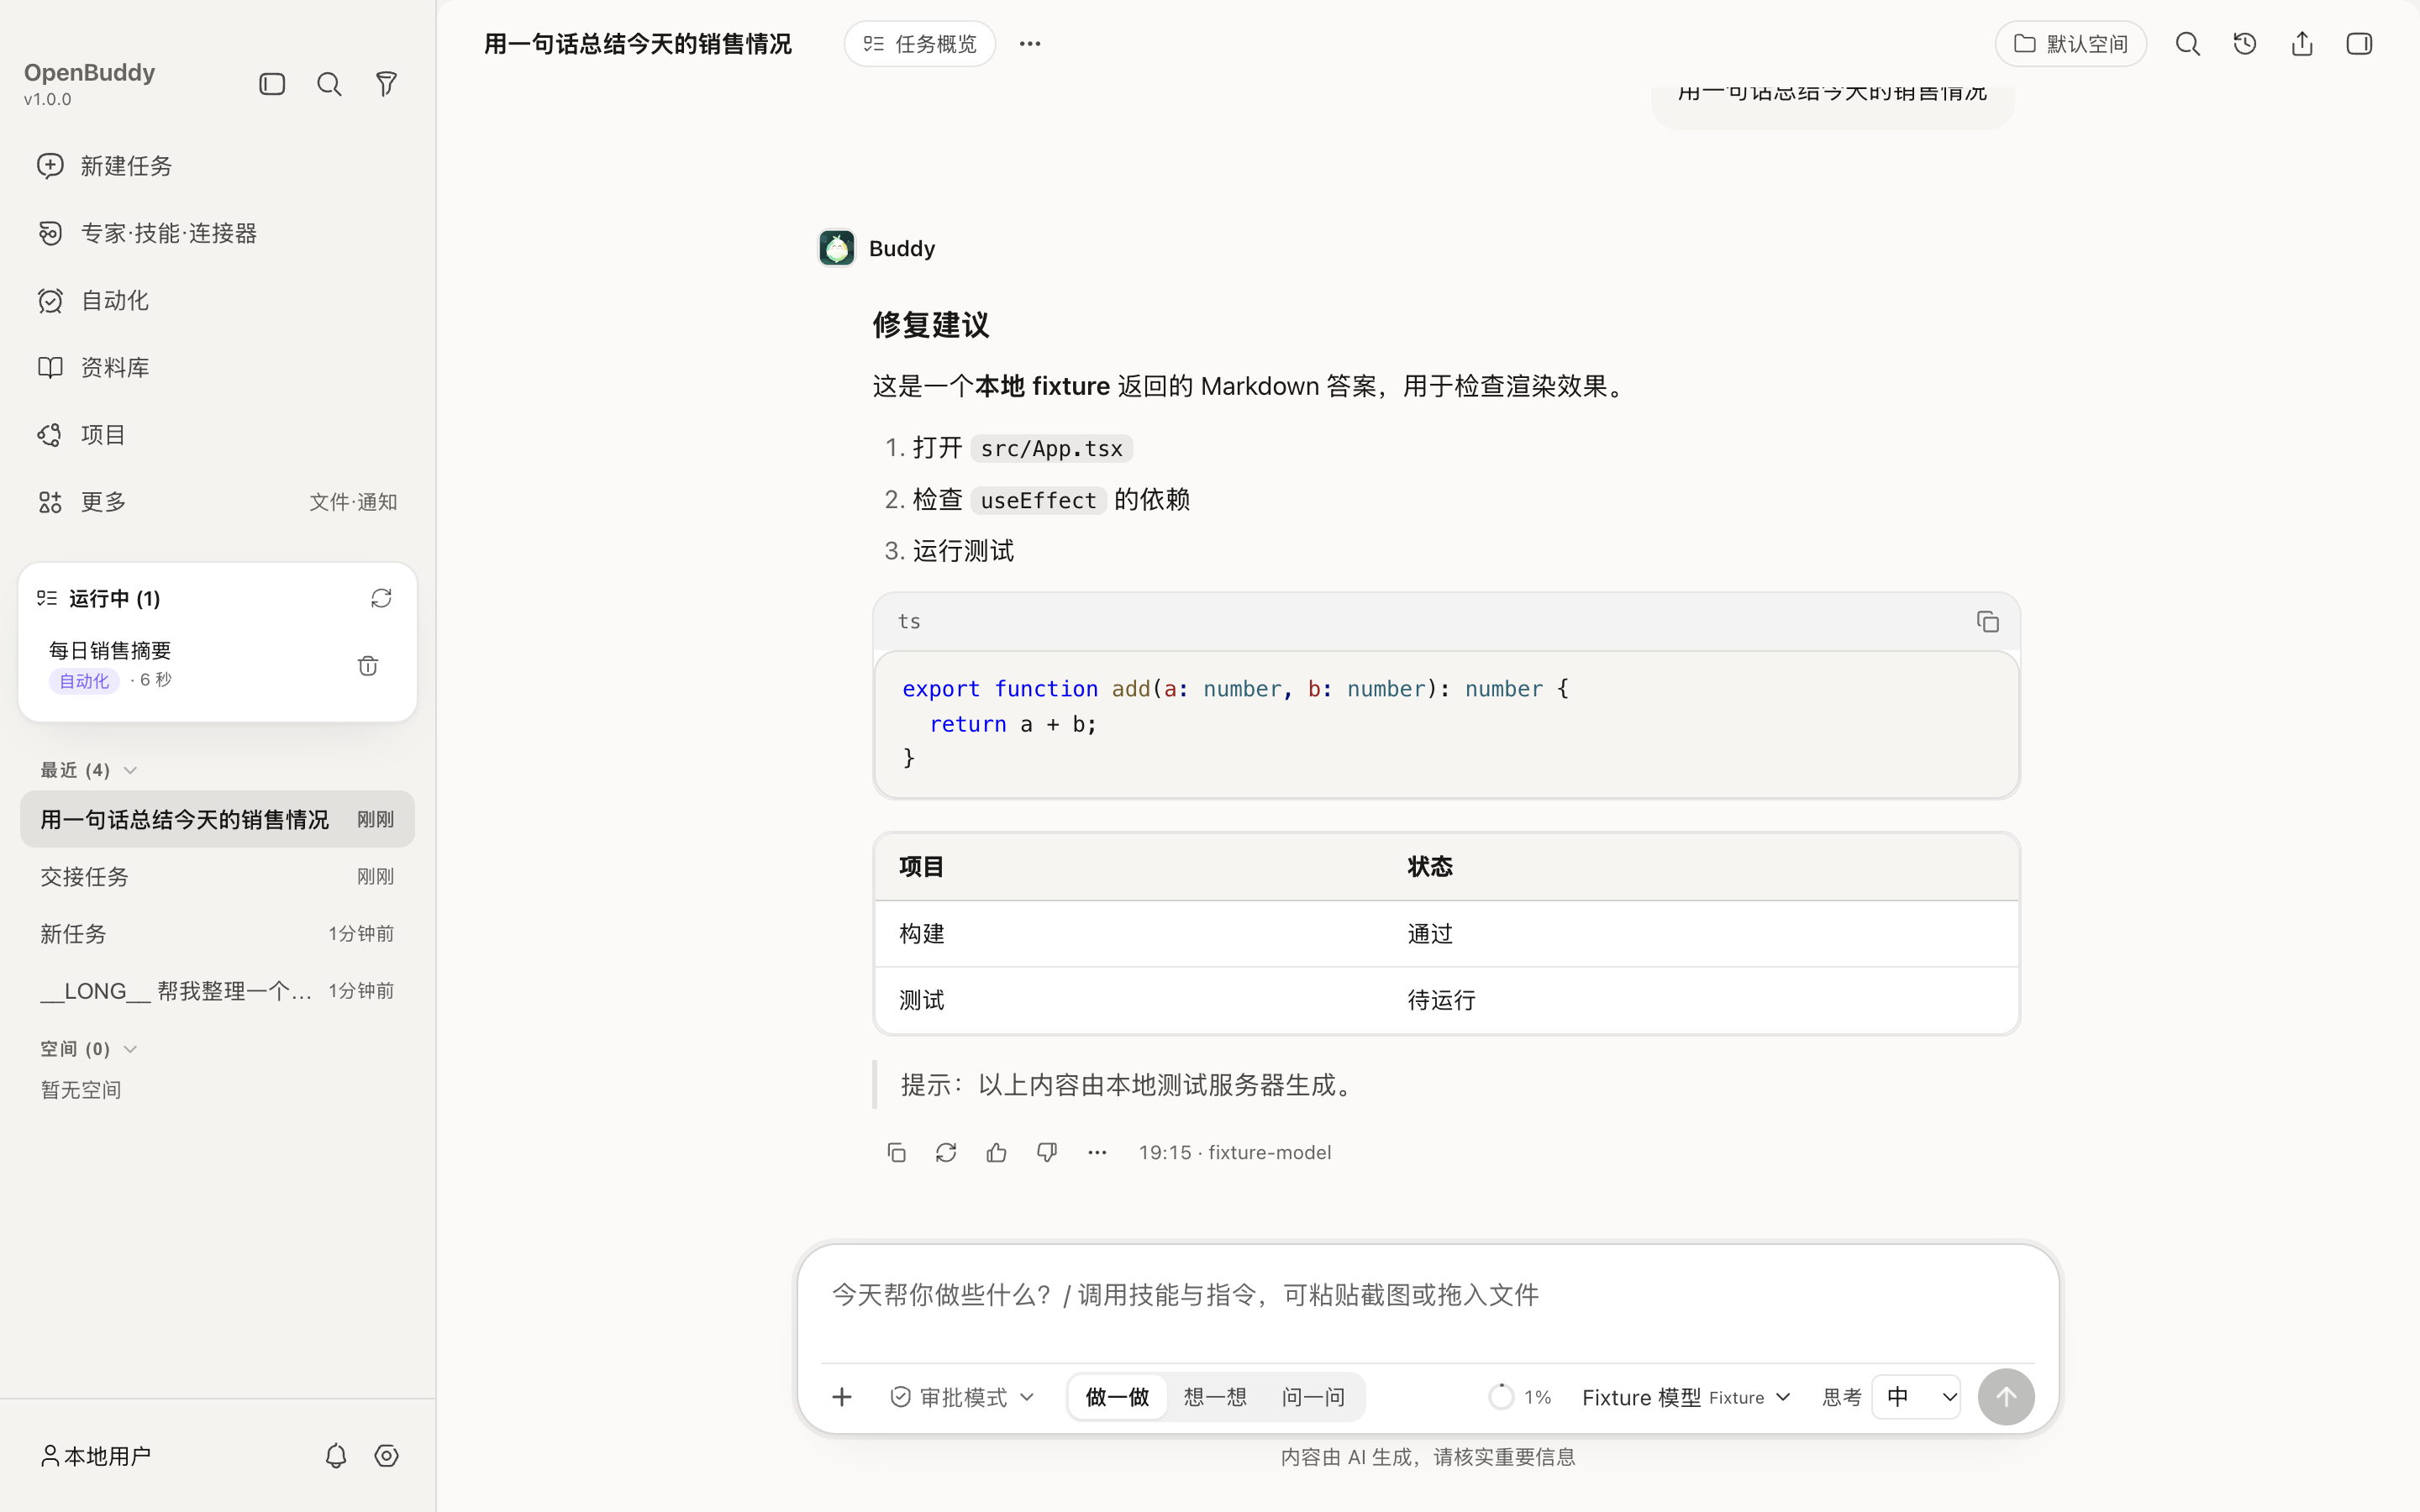 OpenBuddy
v1.0.0
新建任务
专家·技能·连接器
自动化
资料库
项目
更多
文件·通知
运行中 (1)
每日销售摘要
自动化 · 6 秒
最近 (4)
用一句话总结今天的销售情况 刚刚
交接任务 刚刚
新任务 1分钟前
__LONG__ 帮我整理一个… 1分钟前
空间 (0)
暂无空间
本地用户
用一句话总结今天的销售情况
任务概览
默认空间
用一句话总结今天的销售情况
Buddy
修复建议
这是一个本地 fixture 返回的 Markdown 答案，用于检查渲染效果。
1. 打开 src/App.tsx
2. 检查 useEffect 的依赖
3. 运行测试
ts
export function add(a: number, b: number): number {
  return a + b;
}
项目 状态
构建 通过
测试 待运行
提示：以上内容由本地测试服务器生成。
19:15 · fixture-model
今天帮你做些什么？/ 调用技能与指令，可粘贴截图或拖入文件
审批模式
做一做 想一想 问一问
1%
Fixture 模型 Fixture
思考 中
内容由 AI 生成，请核实重要信息